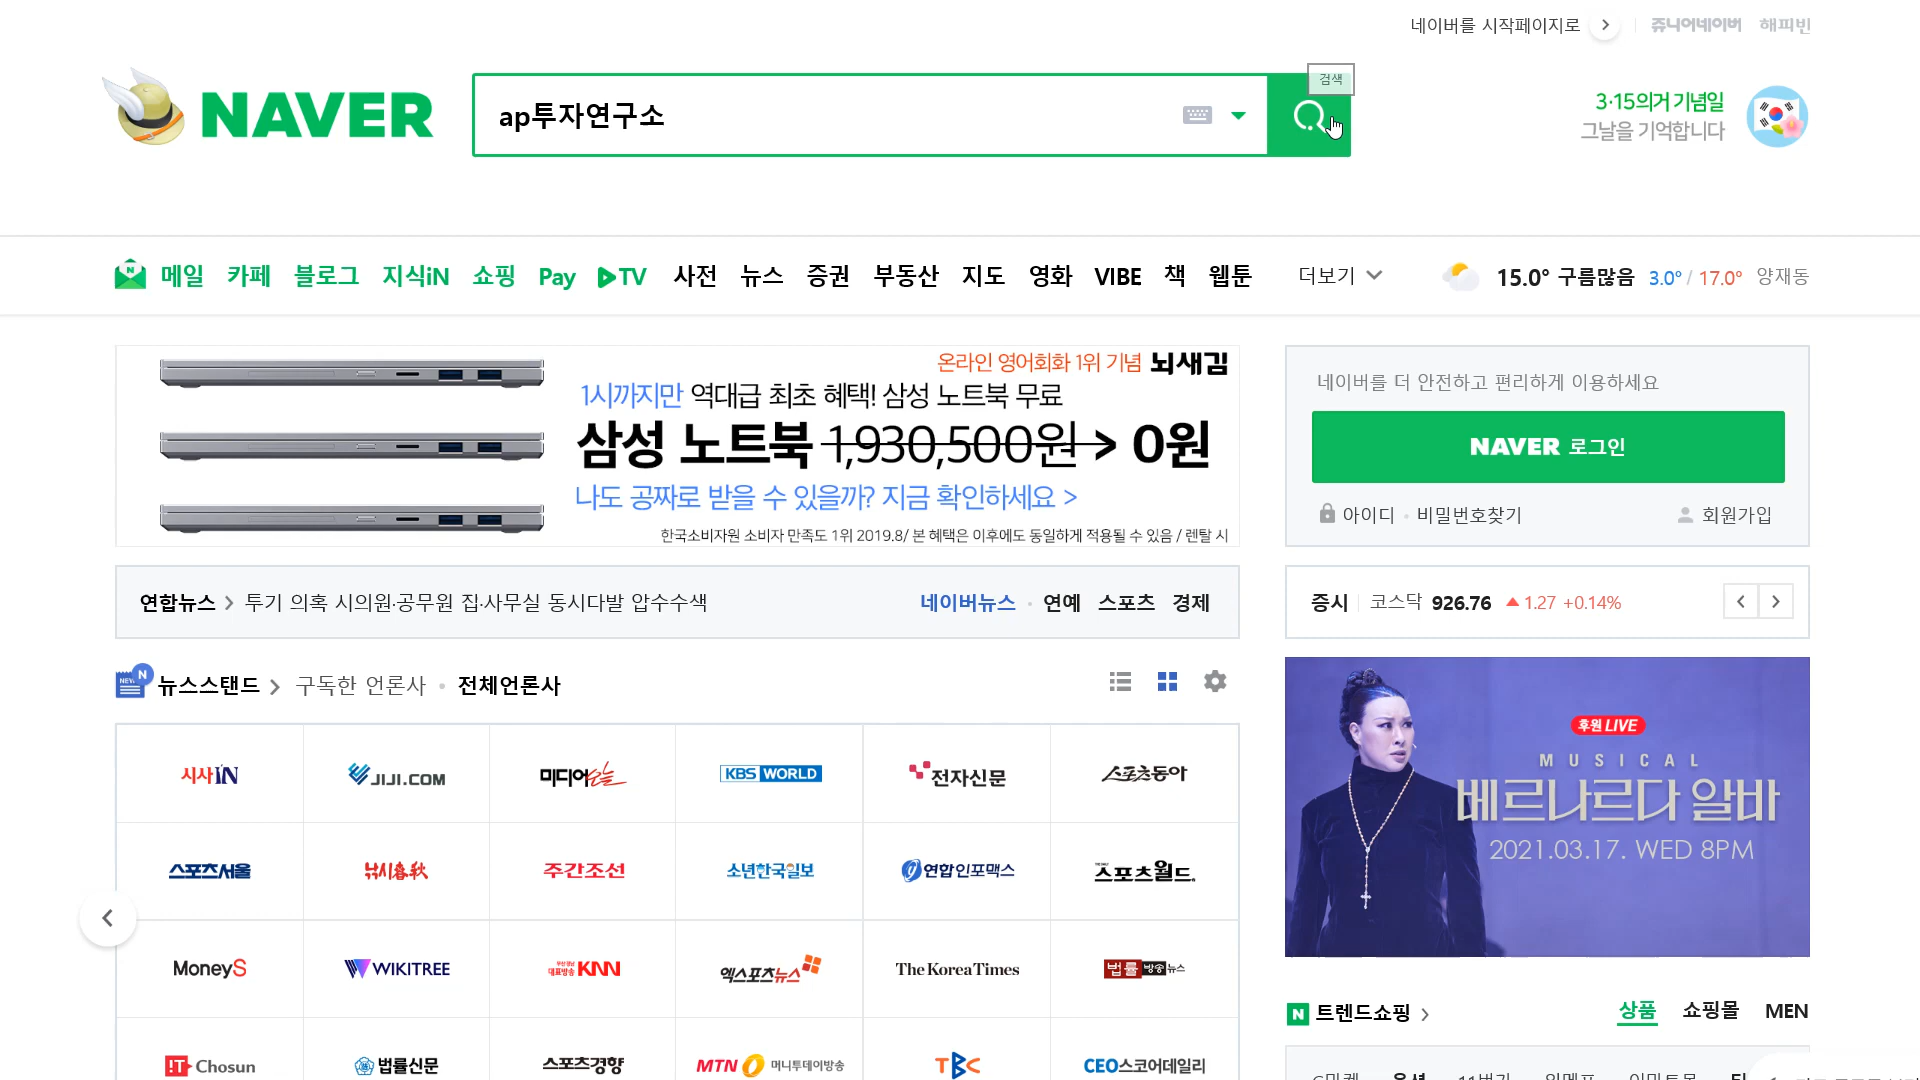 네이버를 시작페이지로
쥬니어네이버 해피빈
NAVER
ap투자연구소
검색
3·15의거 기념일
그날을 기억합니다
메일 카페 블로그 지식iN 쇼핑 Pay TV 사전 뉴스 증권 부동산 지도 영화 VIBE 책 웹툰 더보기
15.0° 구름많음 3.0° / 17.0° 양재동
온라인 영어회화 1위 기념 뇌새김
1시까지만 역대급 최초 혜택! 삼성 노트북 무료
삼성 노트북 1,930,500원 > 0원
나도 공짜로 받을 수 있을까? 지금 확인하세요 >
한국소비자원 소비자 만족도 1위 2019.8/ 본 혜택은 이후에도 동일하게 적용될 수 있음 / 렌탈 시
네이버를 더 안전하고 편리하게 이용하세요
NAVER 로그인
아이디 · 비밀번호찾기
회원가입
연합뉴스 > 투기 의혹 시의원·공무원 집·사무실 동시다발 압수수색
네이버뉴스 · 연예 스포츠 경제
증시 코스닥 926.76 ▲ 1.27 +0.14%
NEWS N 뉴스스탠드 > 구독한 언론사 · 전체언론사
시사IN JIJI.COM 미디어오늘 KBS WORLD 전자신문 스포츠동아
스포츠서울 낚시春秋 주간조선 소년한국일보 연합인포맥스 스포츠월드
MoneyS WIKITREE 대표방송 KNN 엑스포츠뉴스 The Korea Times 법률방송뉴스
IT Chosun 법률신문 스포츠경향 MTN 머니투데이방송 TBC CEO스코어데일리
후원 LIVE
MUSICAL
베르나르다 알바
2021.03.17. WED 8PM
N 트렌드쇼핑 >
상품 쇼핑몰 MEN